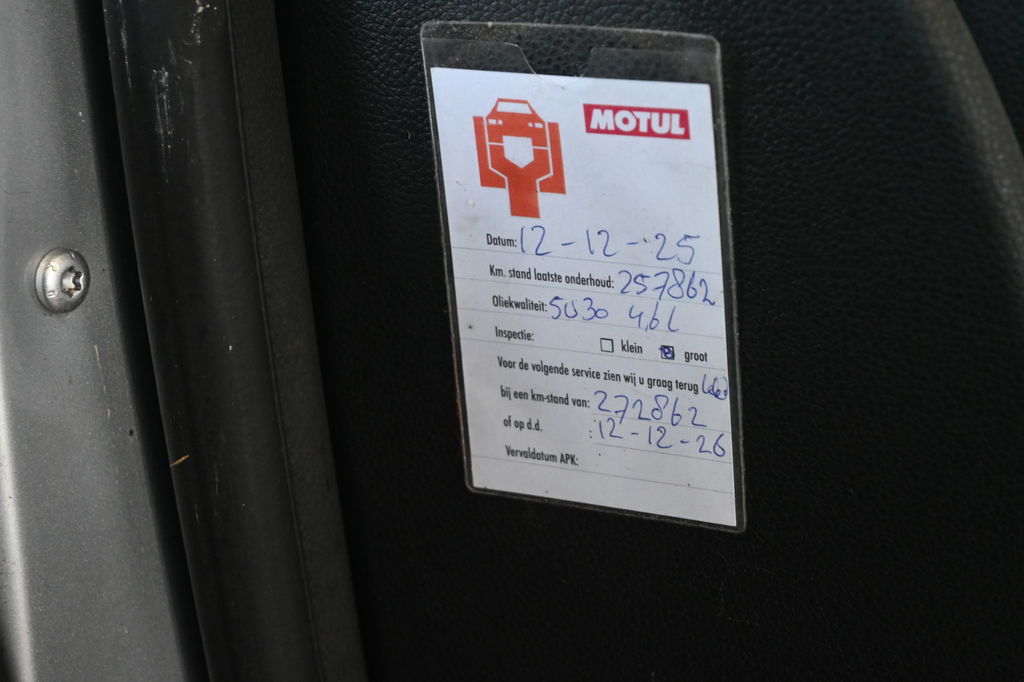 MOTUL
Datum: 12-12-25
Km. stand laatste onderhoud: 257862
Oliekwaliteit: 5W30 4,6L
Inspectie: klein groot
Voor de volgende service zien wij u graag terug
bij een km-stand van: 272862
of op d.d. : 12-12-26
Vervaldatum APK: